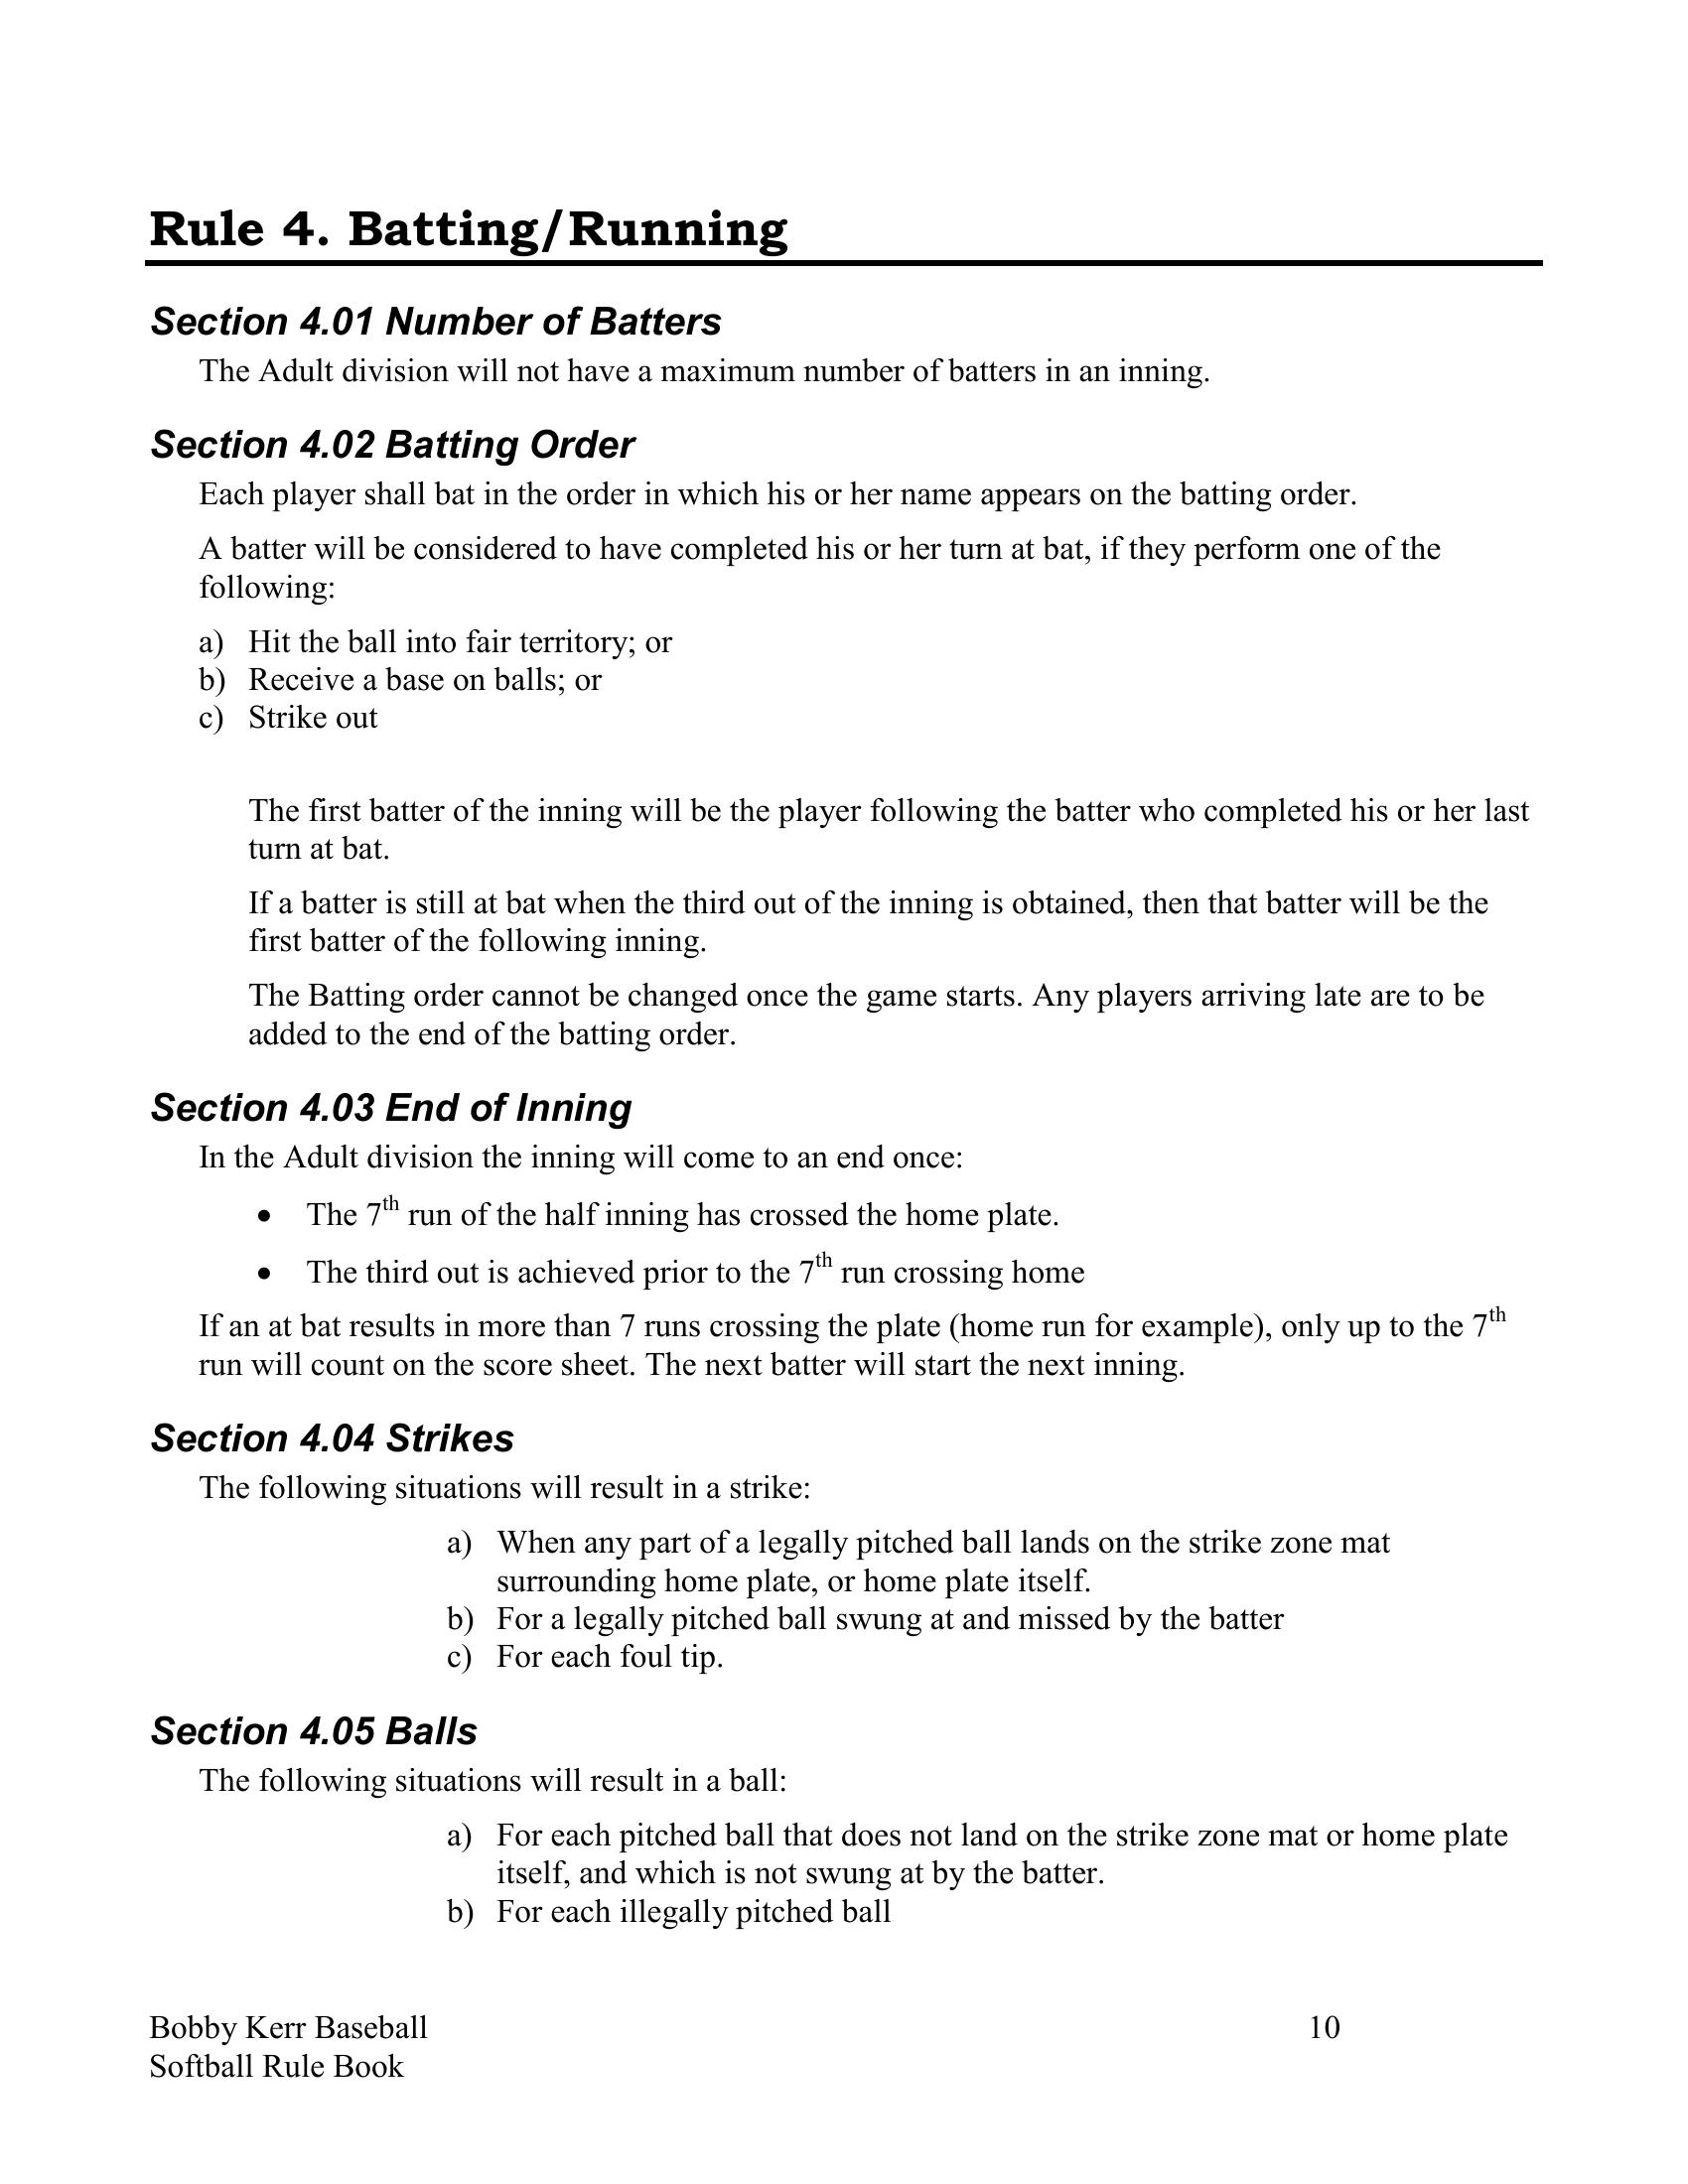 Rule 4. Batting/Running
Section 4.01 Number of Batters
The Adult division will not have a maximum number of batters in an inning.
Section 4.02 Batting Order
Each player shall bat in the order in which his or her name appears on the batting order.
A batter will be considered to have completed his or her turn at bat, if they perform one of the
following:
a) Hit the ball into fair territory; or
b) Receive a base on balls; or
c) Strike out
The first batter of the inning will be the player following the batter who completed his or her last
turn at bat.
If a batter is still at bat when the third out of the inning is obtained, then that batter will be the
first batter of the following inning.
The Batting order cannot be changed once the game starts. Any players arriving late are to be
added to the end of the batting order.
Section 4.03 End of Inning
In the Adult division the inning will come to an end once:
• The 7th run of the half inning has crossed the home plate.
• The third out is achieved prior to the 7th run crossing home
If an at bat results in more than 7 runs crossing the plate (home run for example), only up to the 7th
run will count on the score sheet. The next batter will start the next inning.
Section 4.04 Strikes
The following situations will result in a strike:
a) When any part of a legally pitched ball lands on the strike zone mat
surrounding home plate, or home plate itself.
b) For a legally pitched ball swung at and missed by the batter
c) For each foul tip.
Section 4.05 Balls
The following situations will result in a ball:
a) For each pitched ball that does not land on the strike zone mat or home plate
itself, and which is not swung at by the batter.
b) For each illegally pitched ball
Bobby Kerr Baseball 10
Softball Rule Book